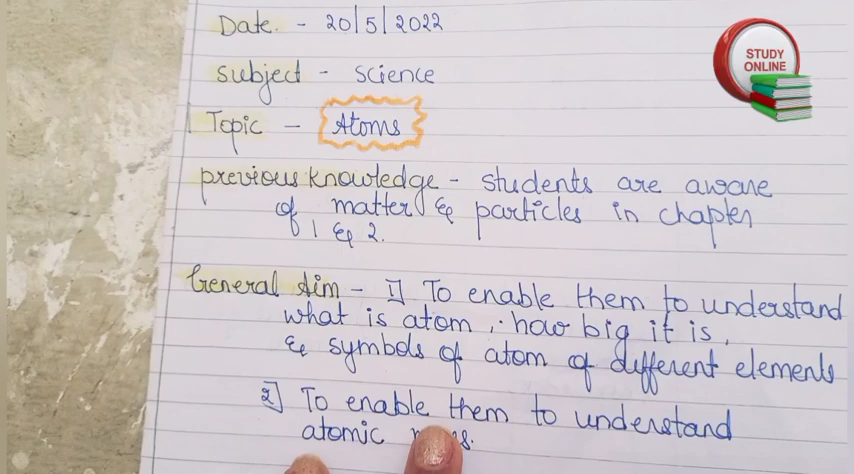 Date. - 20/5/2022
STUDY
ONLINE
subject - science
Topic - Atoms
previous knowledge - students are aware
of matter & particles in chapter
1 & 2.
General Aim - 1] To enable them to understand
what is atom, how big it is,
& symbols of atom of different elements
2] To enable them to understand
atomic